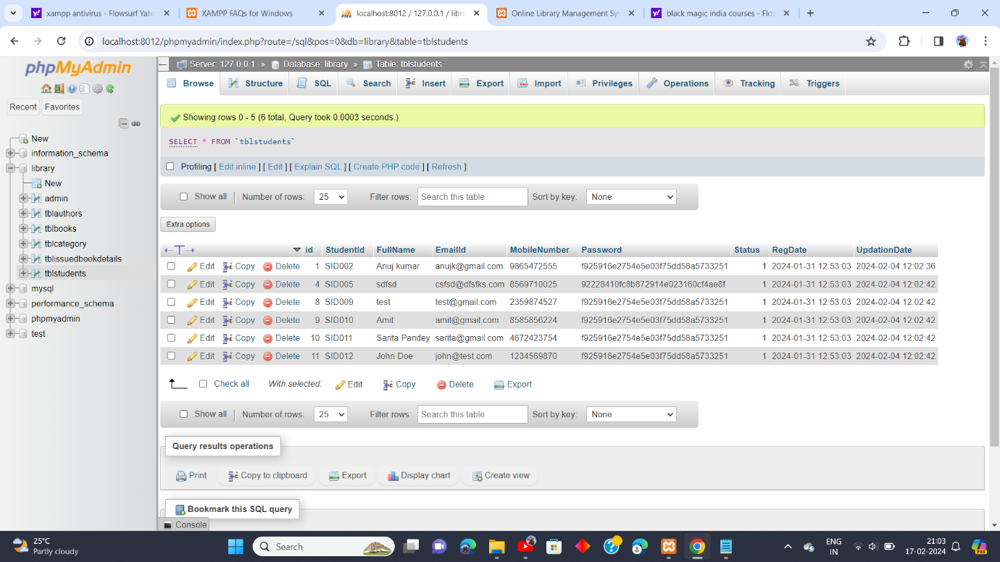 xampp antivirus - Flowsurf Yaho
XAMPP FAQs for Windows
localhost:8012 / 127.0.0.1 / libra
Online Library Management Sys
black magic india courses - Flow
localhost:8012/phpmyadmin/index.php?route=/sql&pos=0&db=library&table=tblstudents
phpMyAdmin
Recent
Favorites
New
information_schema
library
New
admin
tblauthors
tblbooks
tblcategory
tblissuedbookdetails
tblstudents
mysql
performance_schema
phpmyadmin
test
Server: 127.0.0.1 » Database: library » Table: tblstudents
Browse Structure SQL Search Insert Export Import Privileges Operations Tracking Triggers
Showing rows 0 - 5 (6 total, Query took 0.0003 seconds.)
SELECT * FROM `tblstudents`
Profiling [ Edit inline ] [ Edit ] [ Explain SQL ] [ Create PHP code ] [ Refresh ]
Show all Number of rows: 25 Filter rows: Search this table Sort by key: None
Extra options
←T→ id StudentId FullName EmailId MobileNumber Password Status RegDate UpdationDate
Edit Copy Delete 1 SID002 Anuj kumar anujk@gmail.com 9865472555 f925916e2754e5e03f75dd58a5733251 1 2024-01-31 12:53:03 2024-02-04 12:02:36
Edit Copy Delete 4 SID005 sdfsd csfsd@dfsfks.com 8569710025 92228410fc8b872914e023160cf4ae8f 1 2024-01-31 12:53:03 2024-02-04 12:02:42
Edit Copy Delete 8 SID009 test test@gmail.com 2359874527 f925916e2754e5e03f75dd58a5733251 1 2024-01-31 12:53:03 2024-02-04 12:02:42
Edit Copy Delete 9 SID010 Amit amit@gmail.com 8585856224 f925916e2754e5e03f75dd58a5733251 1 2024-01-31 12:53:03 2024-02-04 12:02:42
Edit Copy Delete 10 SID011 Sarita Pandey sarita@gmail.com 4672423754 f925916e2754e5e03f75dd58a5733251 1 2024-01-31 12:53:03 2024-02-04 12:02:42
Edit Copy Delete 11 SID012 John Doe john@test.com 1234569870 f925916e2754e5e03f75dd58a5733251 1 2024-01-31 12:53:03 2024-02-04 12:02:42
Check all With selected: Edit Copy Delete Export
Show all Number of rows: 25 Filter rows: Search this table Sort by key: None
Query results operations
Print Copy to clipboard Export Display chart Create view
Bookmark this SQL query
Console
25°C
Partly cloudy
Search
ENG
IN
21:03
17-02-2024